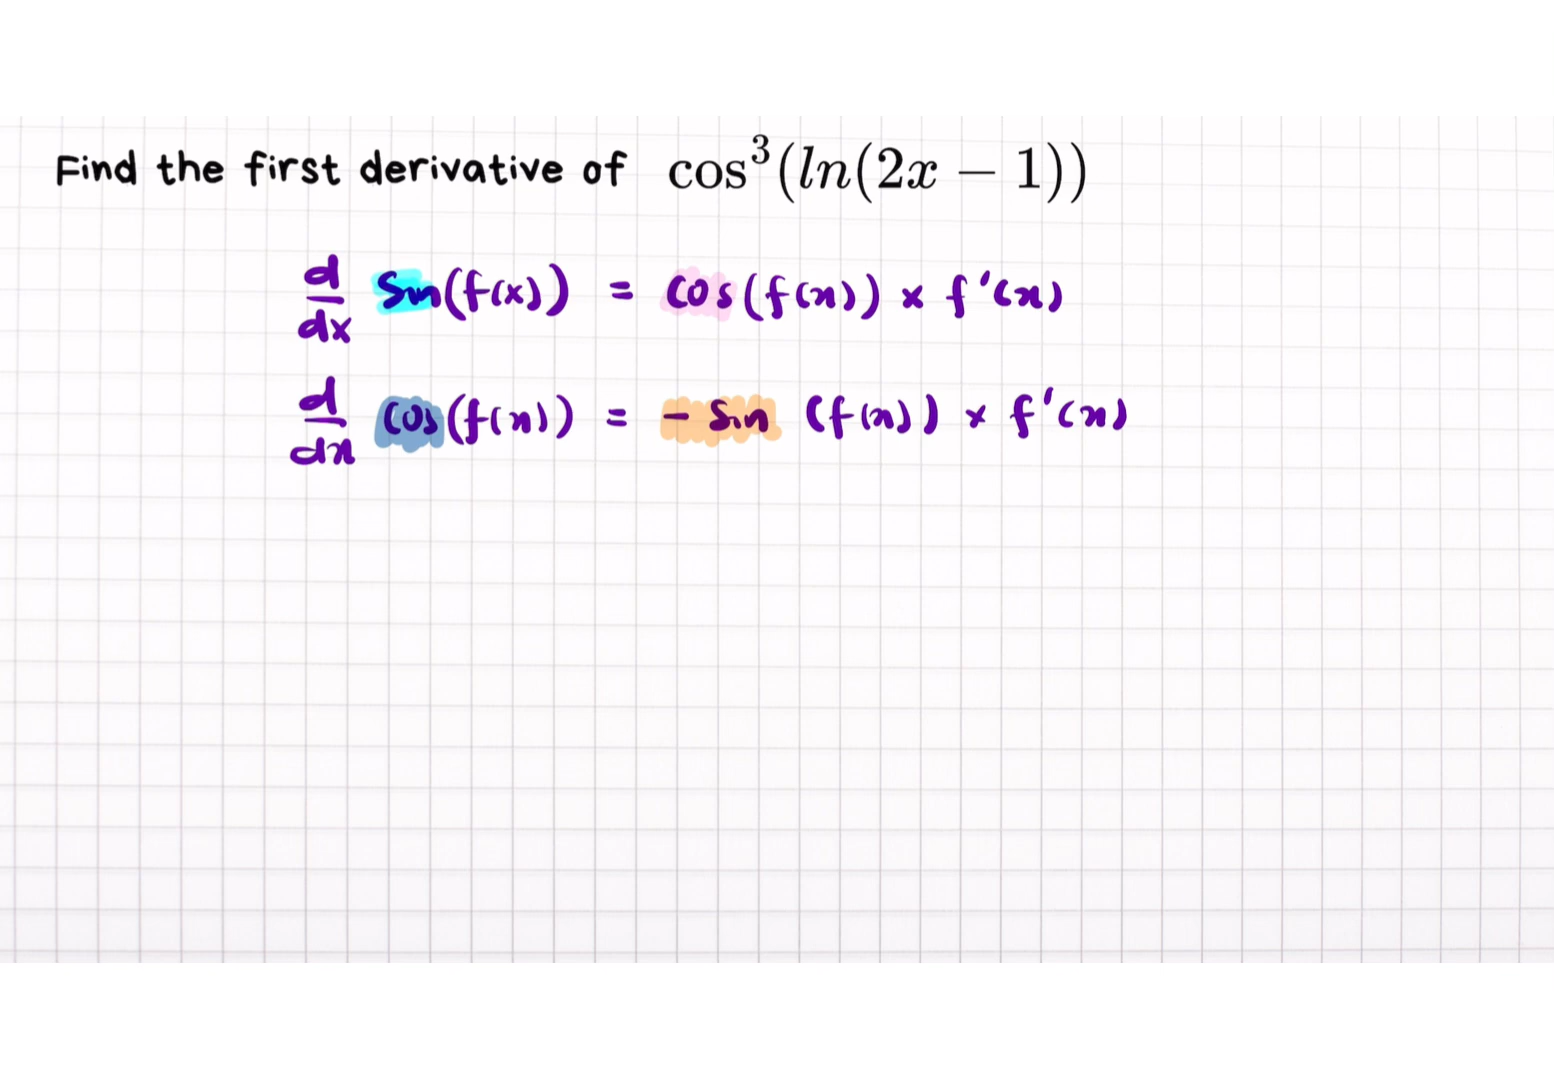 Find the first derivative of cos³(ln(2x − 1))
d/dx Sin(f(x)) = cos(f(x)) × f'(x)
d/dx cos(f(x)) = - sin (f(x)) × f'(x)